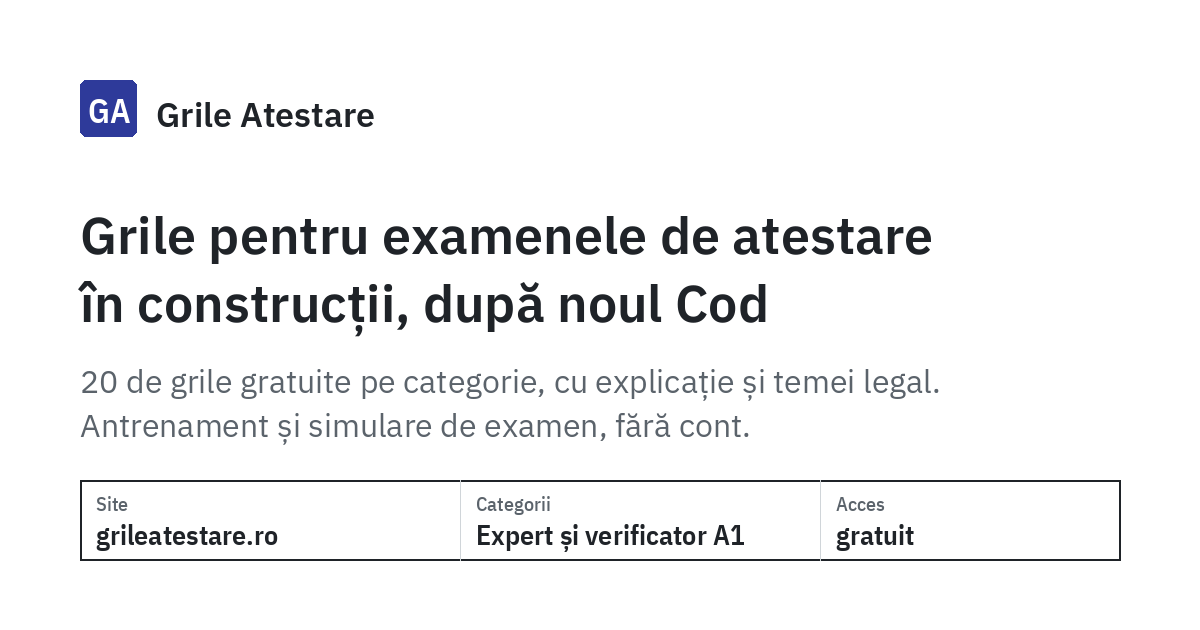 GA
Grile Atestare
Grile pentru examenele de atestare
în construcții, după noul Cod
20 de grile gratuite pe categorie, cu explicație și temei legal.
Antrenament și simulare de examen, fără cont.
Site
grileatestare.ro
Categorii
Expert și verificator A1
Acces
gratuit